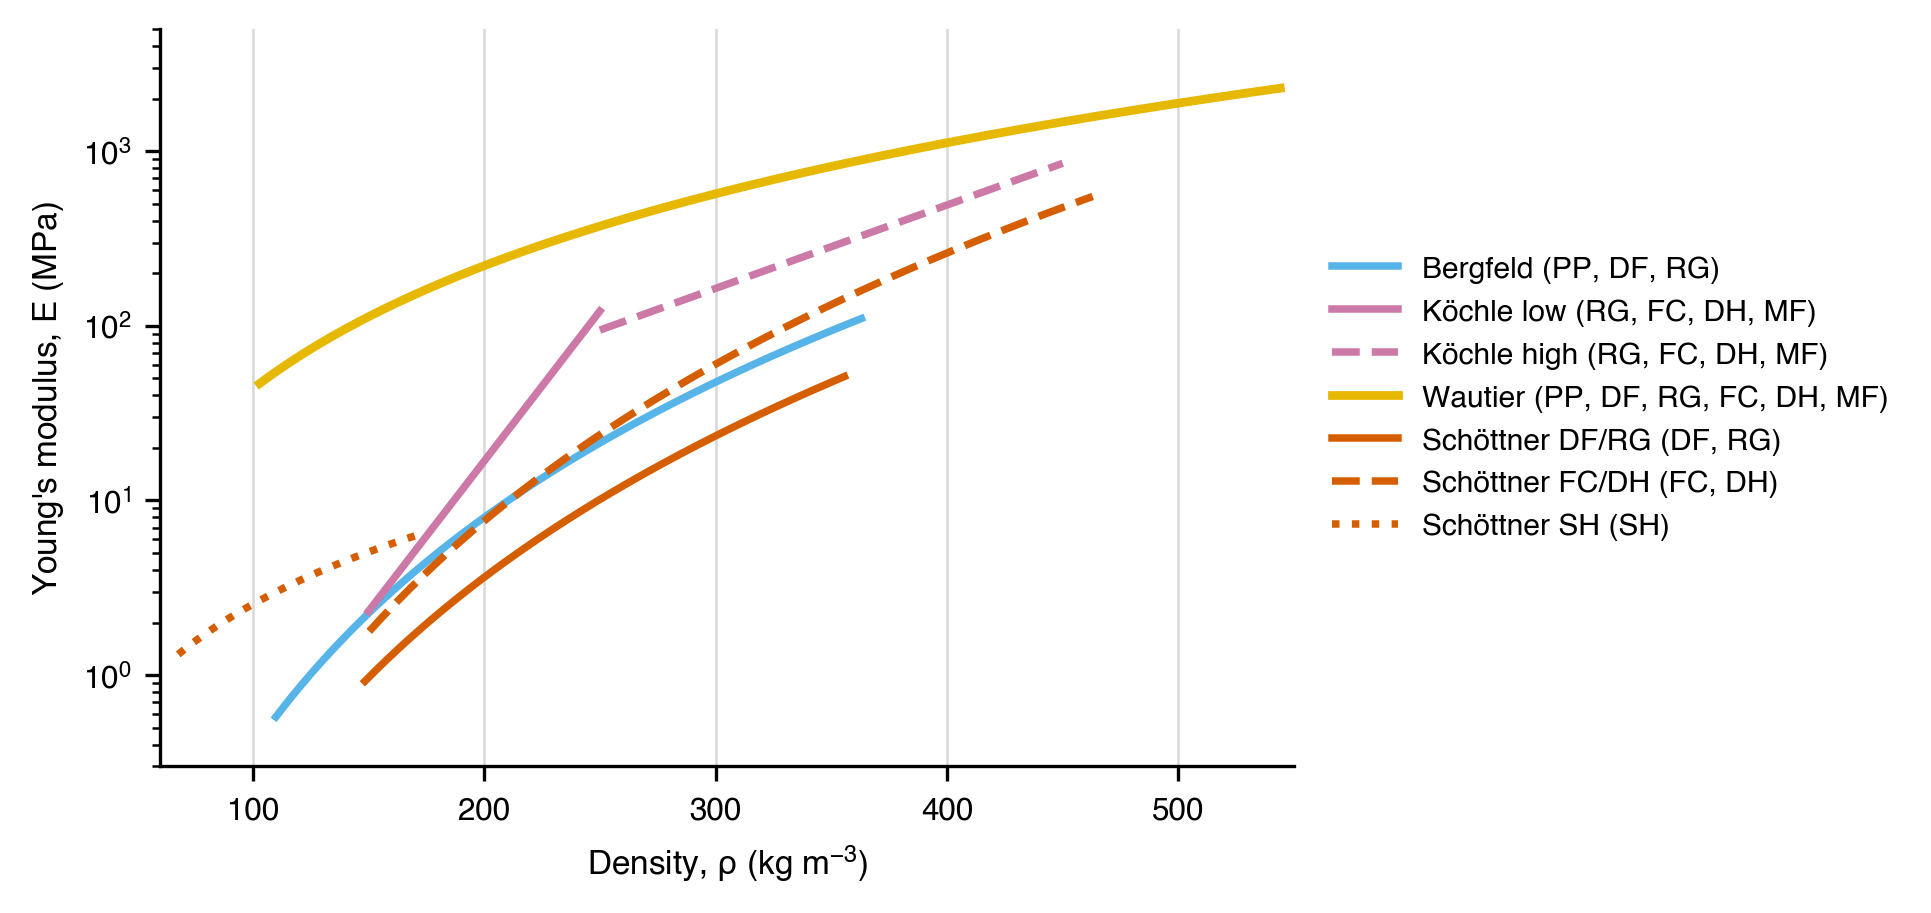 Young's modulus, E (MPa)
10³
10²
10¹
10⁰
100 200 300 400 500
Density, ρ (kg m⁻³)
Bergfeld (PP, DF, RG)
Köchle low (RG, FC, DH, MF)
Köchle high (RG, FC, DH, MF)
Wautier (PP, DF, RG, FC, DH, MF)
Schöttner DF/RG (DF, RG)
Schöttner FC/DH (FC, DH)
Schöttner SH (SH)